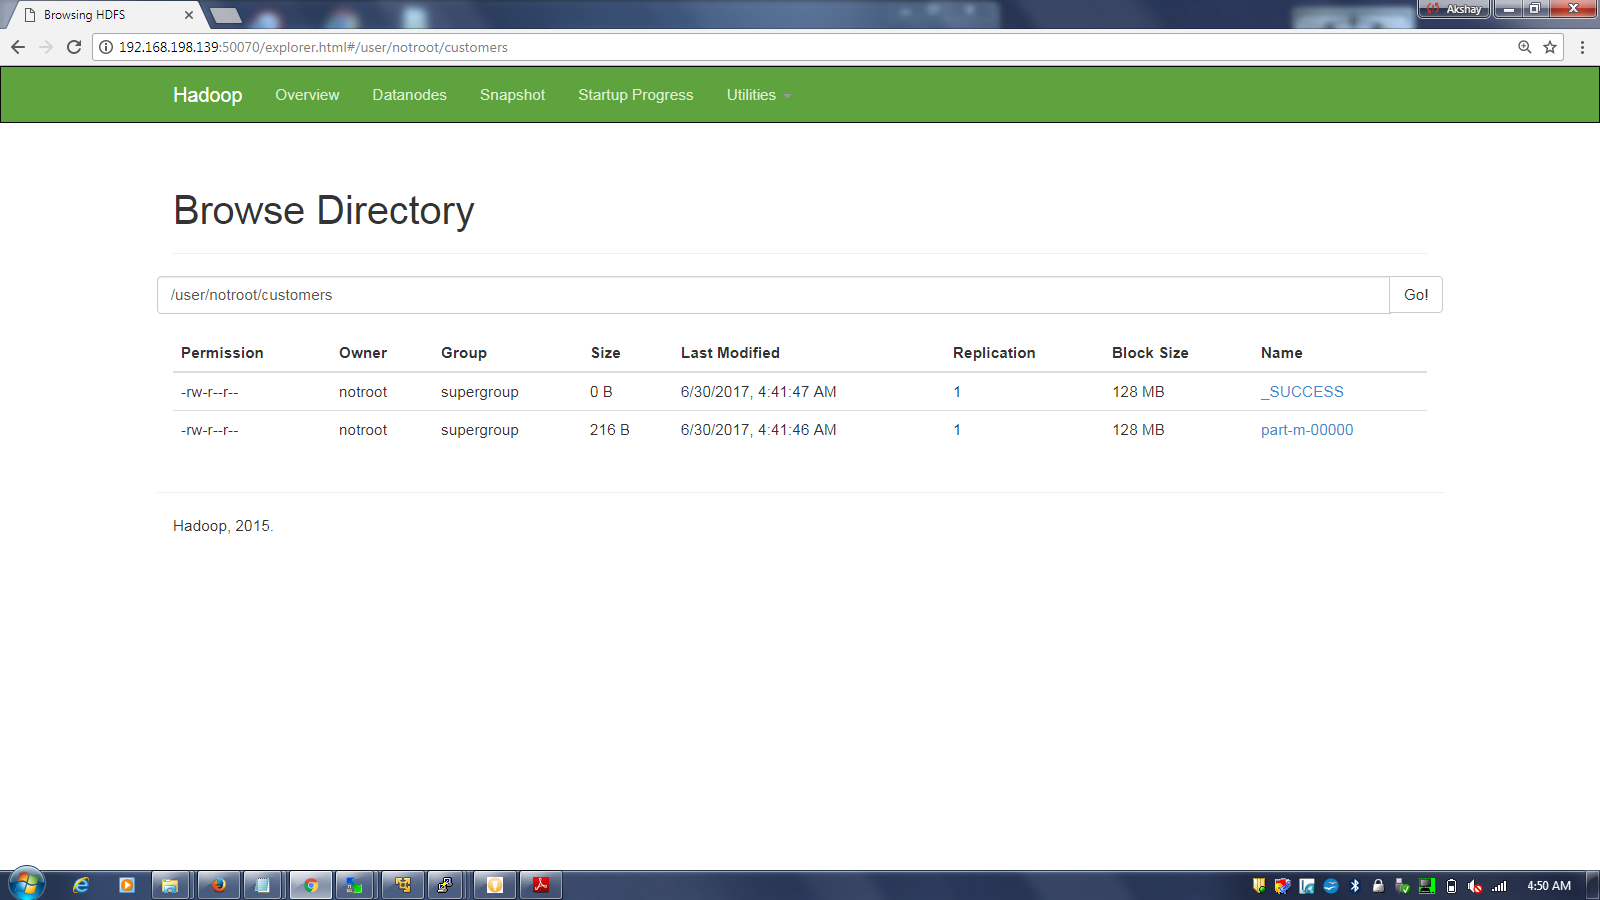 Browsing HDFS
Akshay
192.168.198.139:50070/explorer.html#/user/notroot/customers
Hadoop Overview Datanodes Snapshot Startup Progress Utilities
Browse Directory
/user/notroot/customers Go!
Permission Owner Group Size Last Modified Replication Block Size Name
-rw-r--r-- notroot supergroup 0 B 6/30/2017, 4:41:47 AM 1 128 MB _SUCCESS
-rw-r--r-- notroot supergroup 216 B 6/30/2017, 4:41:46 AM 1 128 MB part-m-00000
Hadoop, 2015.
4:50 AM